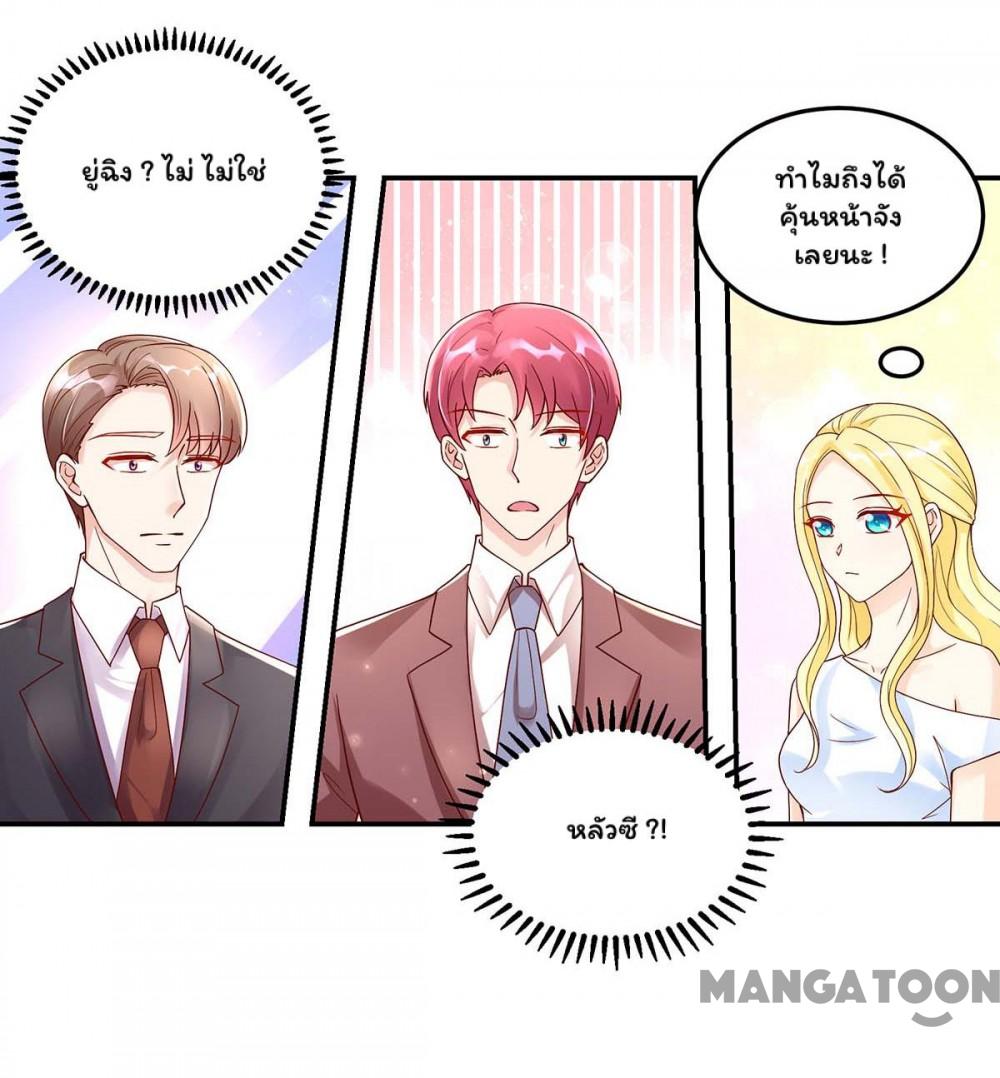 ยู่ฉิง ? ไม่ ไม่ใช่
ทำไมถึงได้
คุ้นหน้าจัง
เลยนะ !
หลัวซี ?!
MANGATOON